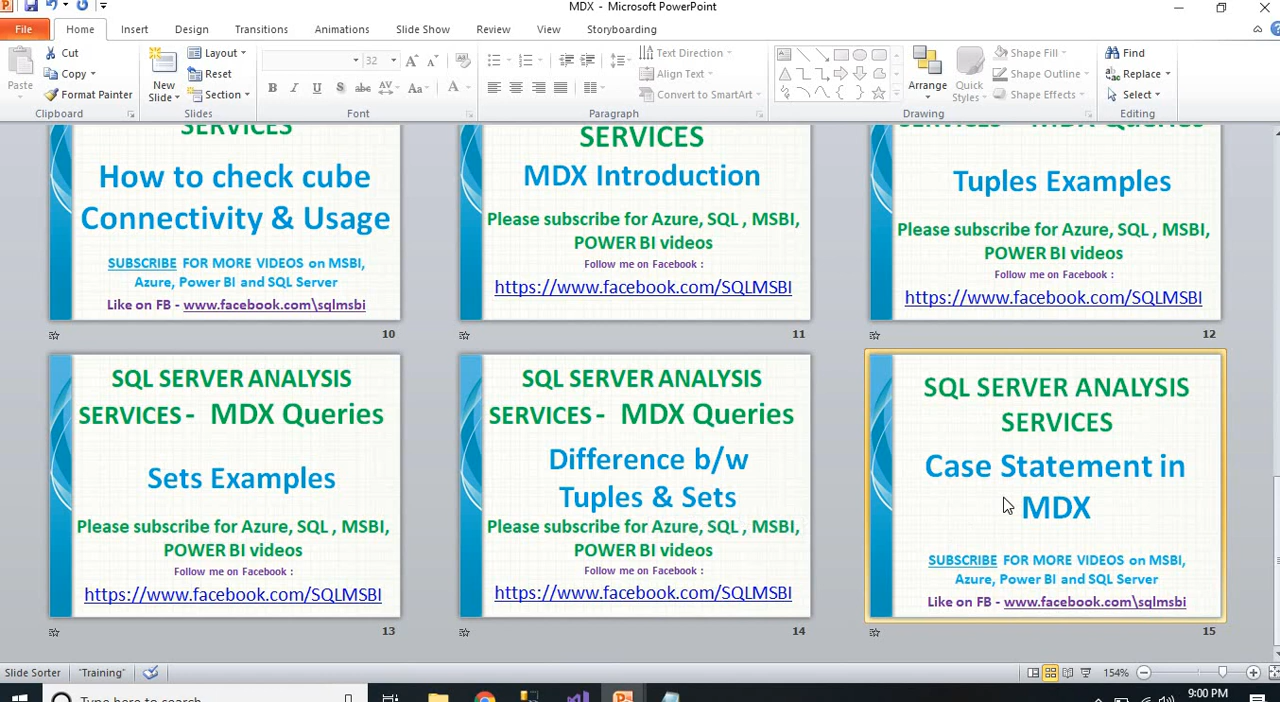 MDX - Microsoft PowerPoint
File Home Insert Design Transitions Animations Slide Show Review View Storyboarding
Paste
Cut
Copy
Format Painter
Clipboard
New
Slide
Layout
Reset
Section
Slides
32
B I U S abc AV Aa A
Font
Text Direction
Align Text
Convert to SmartArt
Paragraph
Arrange
Quick
Styles
Shape Fill
Shape Outline
Shape Effects
Drawing
Find
Replace
Select
Editing
SERVICES
How to check cube
Connectivity & Usage
SUBSCRIBE FOR MORE VIDEOS on MSBI,
Azure, Power BI and SQL Server
Like on FB - www.facebook.com\sqlmsbi
10
SERVICES
MDX Introduction
Please subscribe for Azure, SQL , MSBI,
POWER BI videos
Follow me on Facebook :
https://www.facebook.com/SQLMSBI
11
SERVICES - MDX Queries
Tuples Examples
Please subscribe for Azure, SQL , MSBI,
POWER BI videos
Follow me on Facebook :
https://www.facebook.com/SQLMSBI
12
SQL SERVER ANALYSIS
SERVICES - MDX Queries
Sets Examples
Please subscribe for Azure, SQL , MSBI,
POWER BI videos
Follow me on Facebook :
https://www.facebook.com/SQLMSBI
13
SQL SERVER ANALYSIS
SERVICES - MDX Queries
Difference b/w
Tuples & Sets
Please subscribe for Azure, SQL , MSBI,
POWER BI videos
Follow me on Facebook :
https://www.facebook.com/SQLMSBI
14
SQL SERVER ANALYSIS
SERVICES
Case Statement in
MDX
SUBSCRIBE FOR MORE VIDEOS on MSBI,
Azure, Power BI and SQL Server
Like on FB - www.facebook.com\sqlmsbi
15
Slide Sorter "Training" 154%
Type here to search
9:00 PM